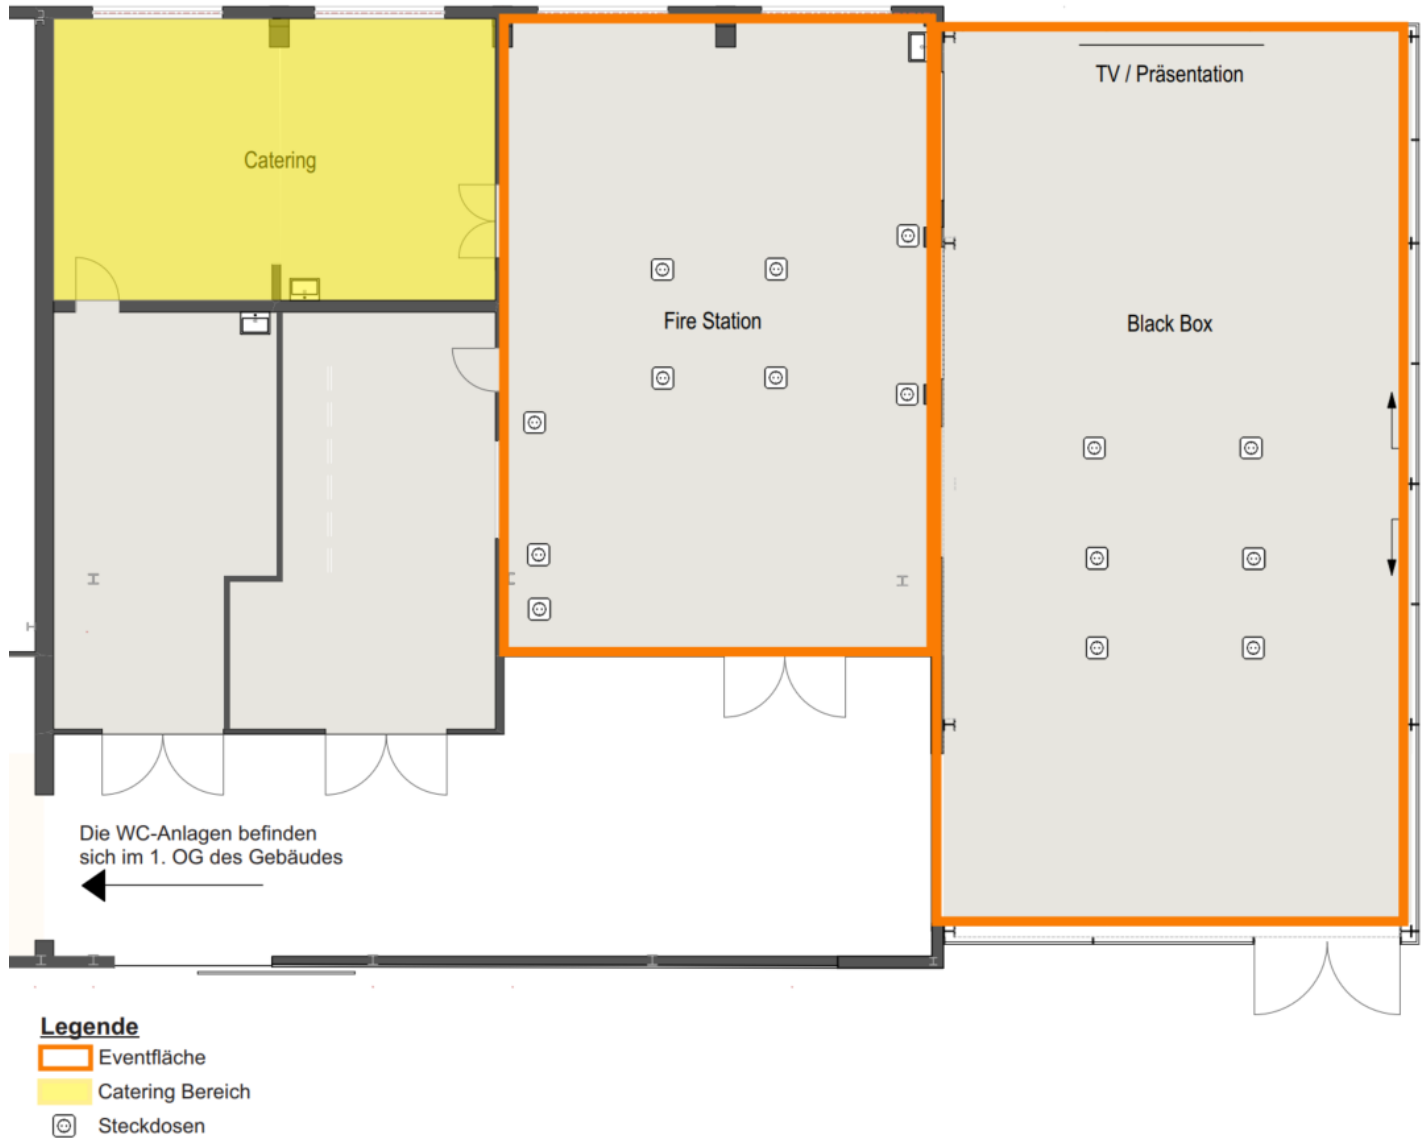 TV / Präsentation
Catering
Fire Station
Black Box
Die WC-Anlagen befinden
sich im 1. OG des Gebäudes
Legende
Eventfläche
Catering Bereich
Steckdosen